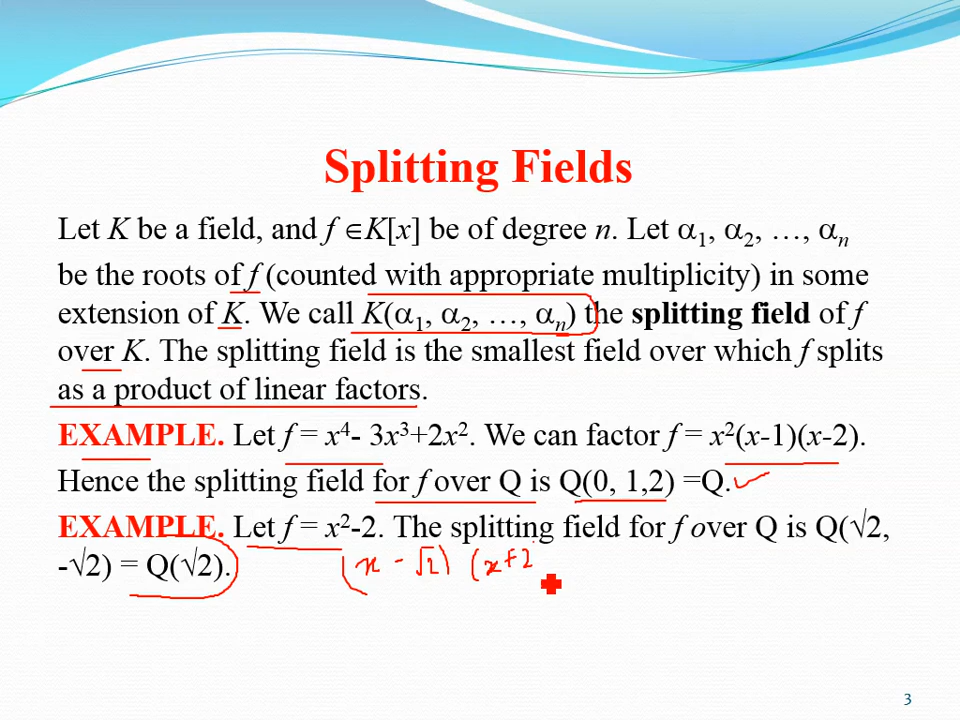 Splitting Fields
Let K be a field, and f ∈K[x] be of degree n. Let α₁, α₂, …, αₙ
be the roots of f (counted with appropriate multiplicity) in some
extension of K. We call K(α₁, α₂, …, αₙ) the splitting field of f
over K. The splitting field is the smallest field over which f splits
as a product of linear factors.
EXAMPLE. Let f = x⁴- 3x³+2x². We can factor f = x²(x-1)(x-2).
Hence the splitting field for f over Q is Q(0, 1,2) =Q.
EXAMPLE. Let f = x²-2. The splitting field for f over Q is Q(√2,
-√2) = Q(√2).
(x - √2) (x+2
3